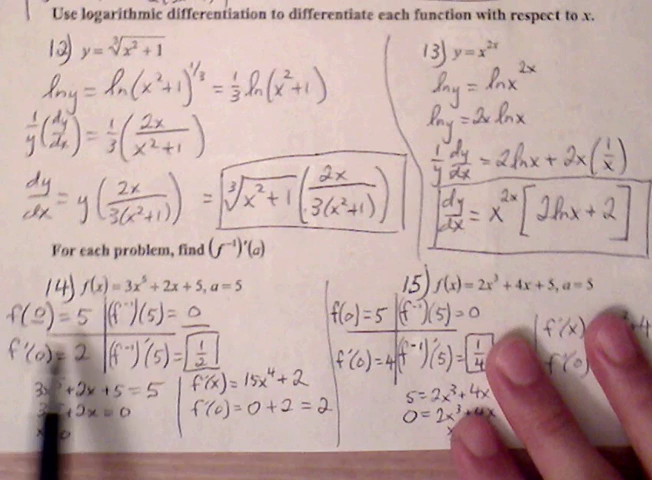 Use logarithmic differentiation to differentiate each function with respect to x.
12) y = ∛(x² + 1)
ln y = ln(x²+1)^(1/3) = 1/3 ln(x²+1)
1/y (dy/dx) = 1/3 (2x/(x²+1))
dy/dx = y (2x/(3(x²+1))) = ∛(x²+1) (2x/(3(x²+1)))
13) y = x^(2x)
ln y = ln x^(2x)
ln y = 2x ln x
1/y dy/dx = 2 ln x + 2x (1/x)
dy/dx = x^(2x) [2 ln x + 2]
For each problem, find (f⁻¹)'(a)
14) f(x) = 3x⁵ + 2x + 5, a = 5
f(0) = 5 (f⁻¹)(5) = 0
f'(0) = 2 (f⁻¹)'(5) = 1/2
+2x + 5 = 5
+2x = 0
f'(x) = 15x⁴ + 2
f'(0) = 0 + 2 = 2
15) f(x) = 2x³ + 4x + 5, a = 5
f(0) = 5 (f⁻¹)(5) = 0
f'(0) = 4 (f⁻¹)'(5) = 1/4
5 = 2x³ + 4x
0 = 2x³ + 4x
f'(x)
f'(0)